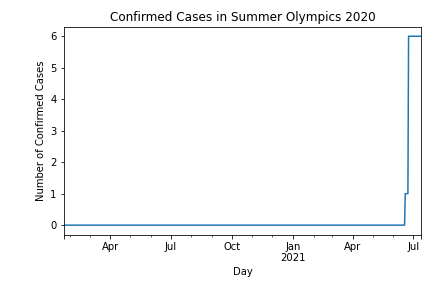 Confirmed Cases in Summer Olympics 2020
Number of Confirmed Cases
6
5
4
3
2
1
0
Apr Jul Oct Jan Apr Jul
2021
Day